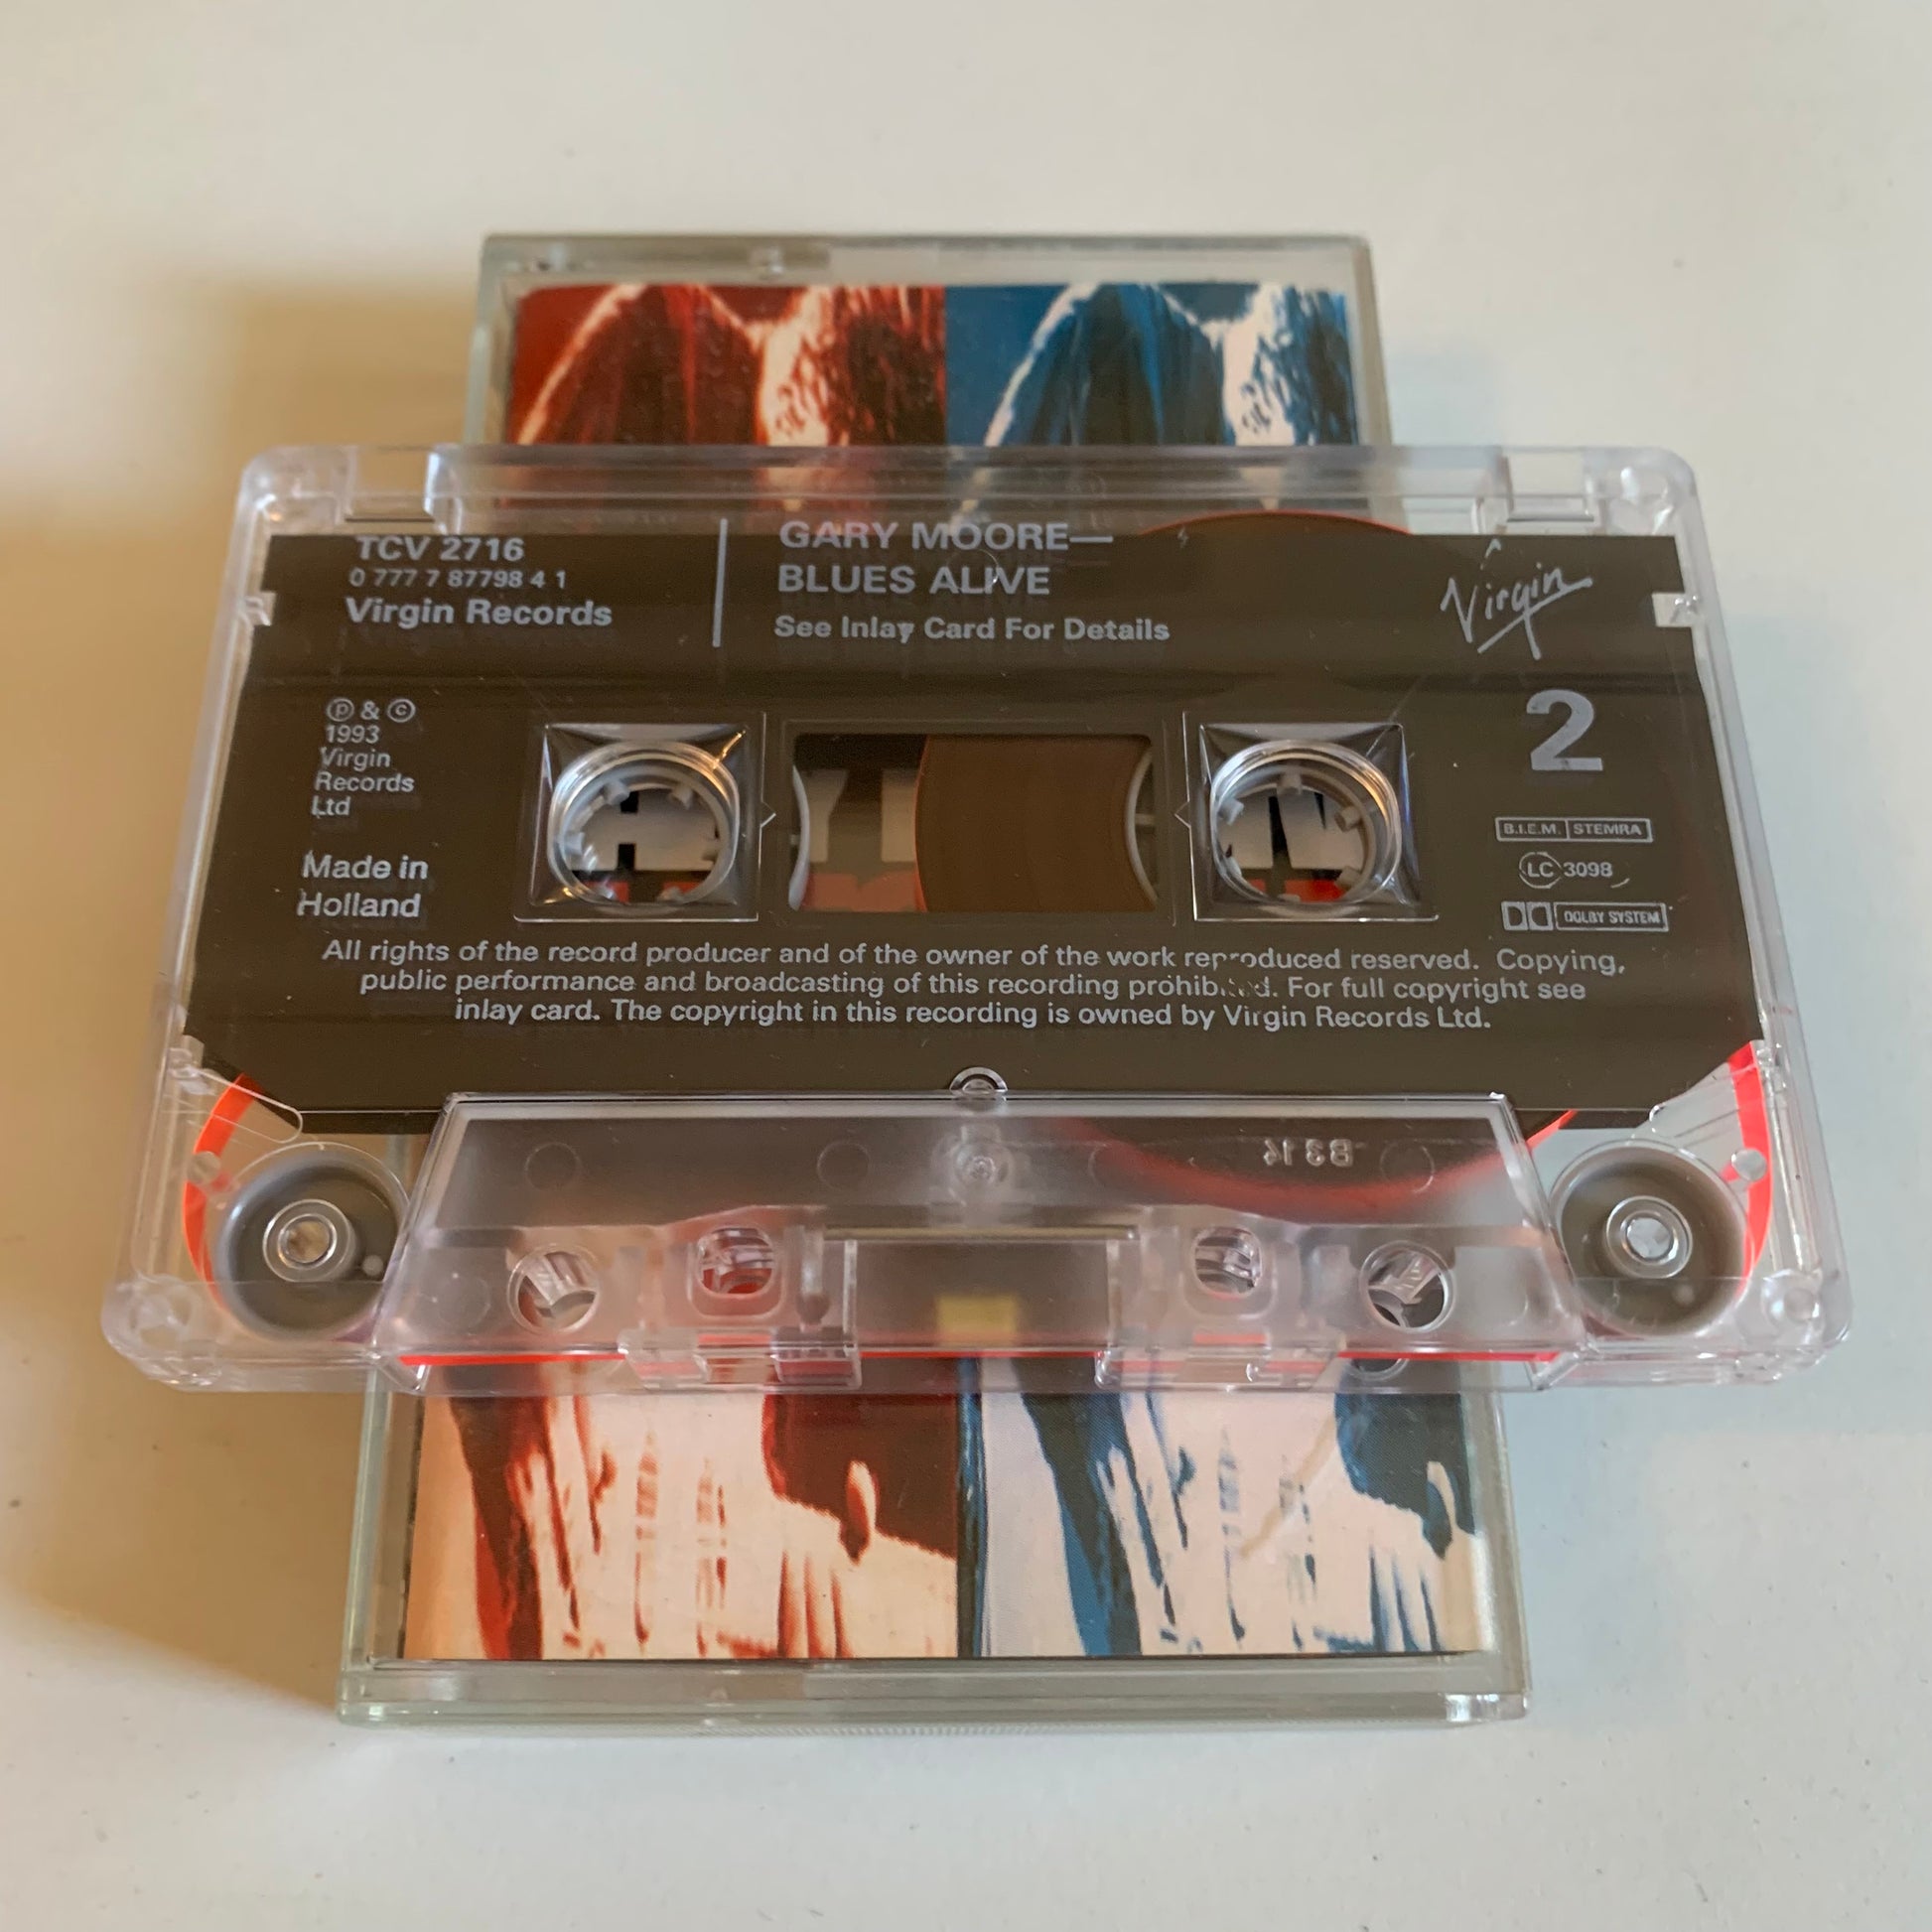 TCV 2716
0 777 7 87798 4 1
Virgin Records
GARY MOORE—
BLUES ALIVE
See Inlay Card For Details
Virgin
℗ & ©
1993
Virgin
Records
Ltd
Made in
Holland
2
B.I.E.M. STEMRA
LC 3098
DOLBY SYSTEM
All rights of the record producer and of the owner of the work reproduced reserved. Copying,
public performance and broadcasting of this recording prohibited. For full copyright see
inlay card. The copyright in this recording is owned by Virgin Records Ltd.